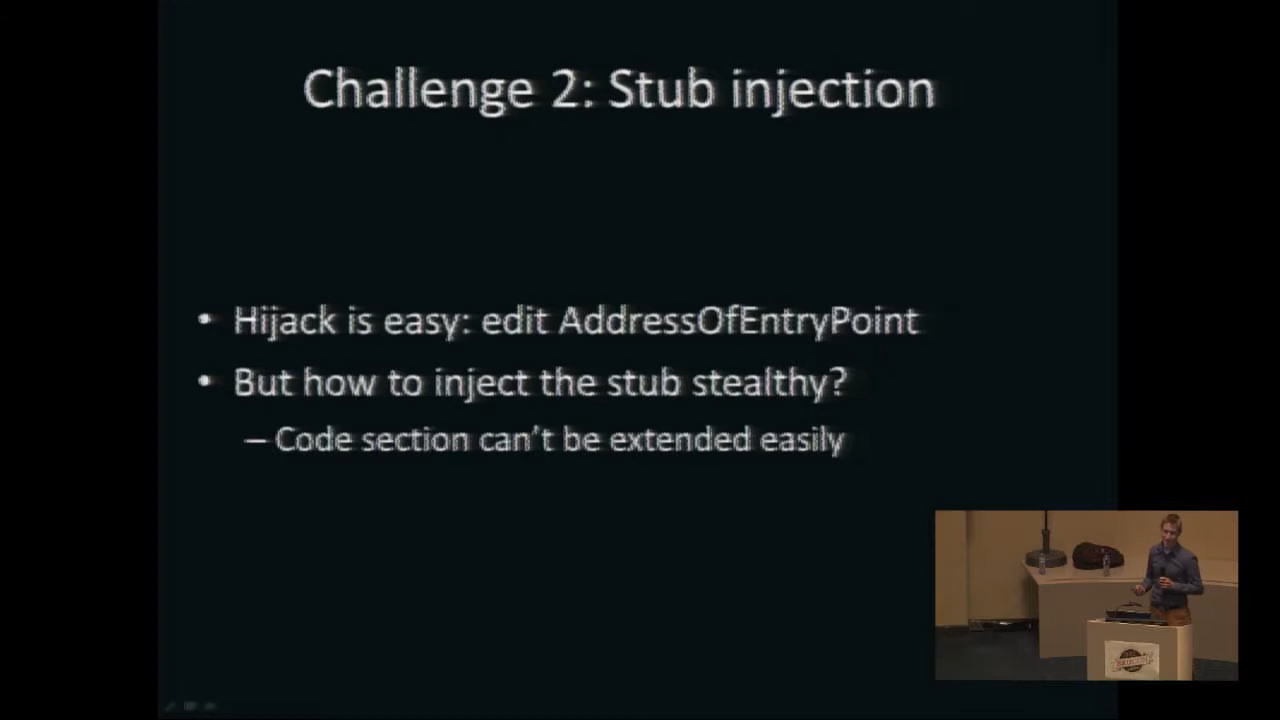 Challenge 2: Stub injection
• Hijack is easy: edit AddressOfEntryPoint
• But how to inject the stub stealthy?
– Code section can't be extended easily